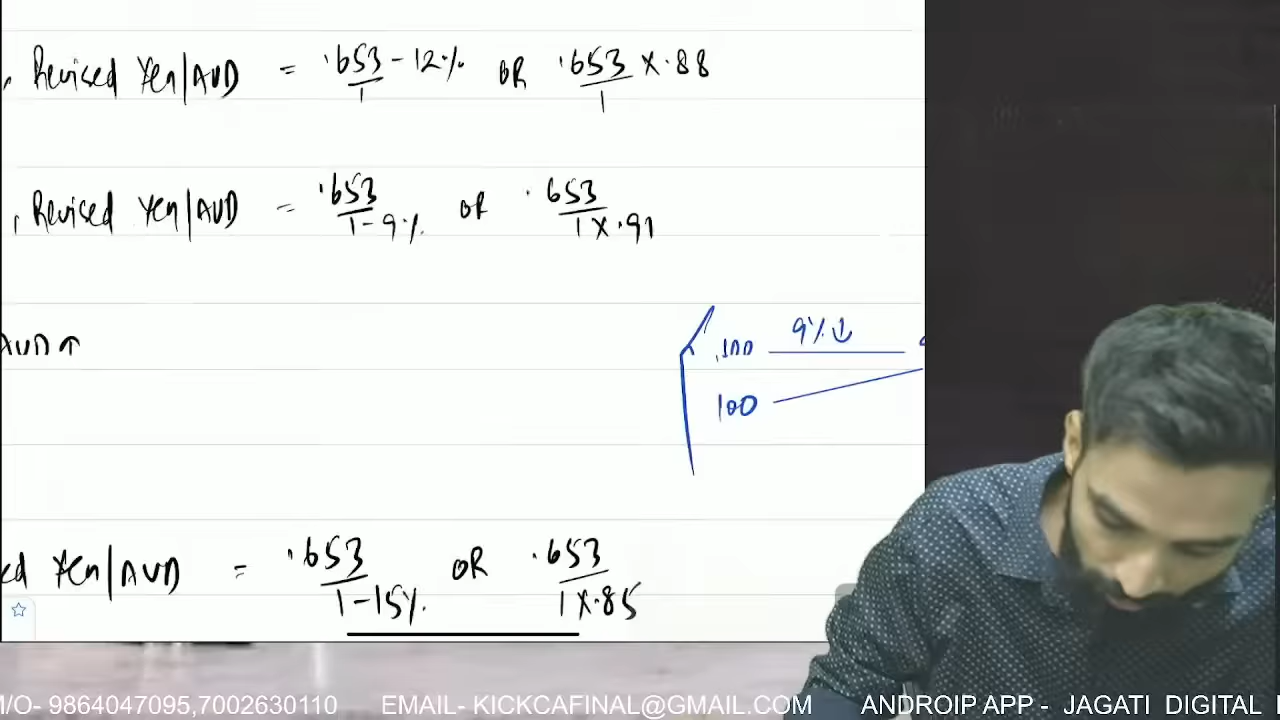 Revised Yen/AUD = .653 - 12% / 1 OR .653 x .88 / 1
Revised Yen/AUD = .653 / 1 - 9% OR .653 / 1 x .91
AUD ↑
100 9% ↓
100
ed Yen/AUD = .653 / 1 - 15% OR .653 / 1 x .85
M/O- 9864047095,7002630110 EMAIL- KICKCAFINAL@GMAIL.COM ANDROIP APP - JAGATI DIGITAL